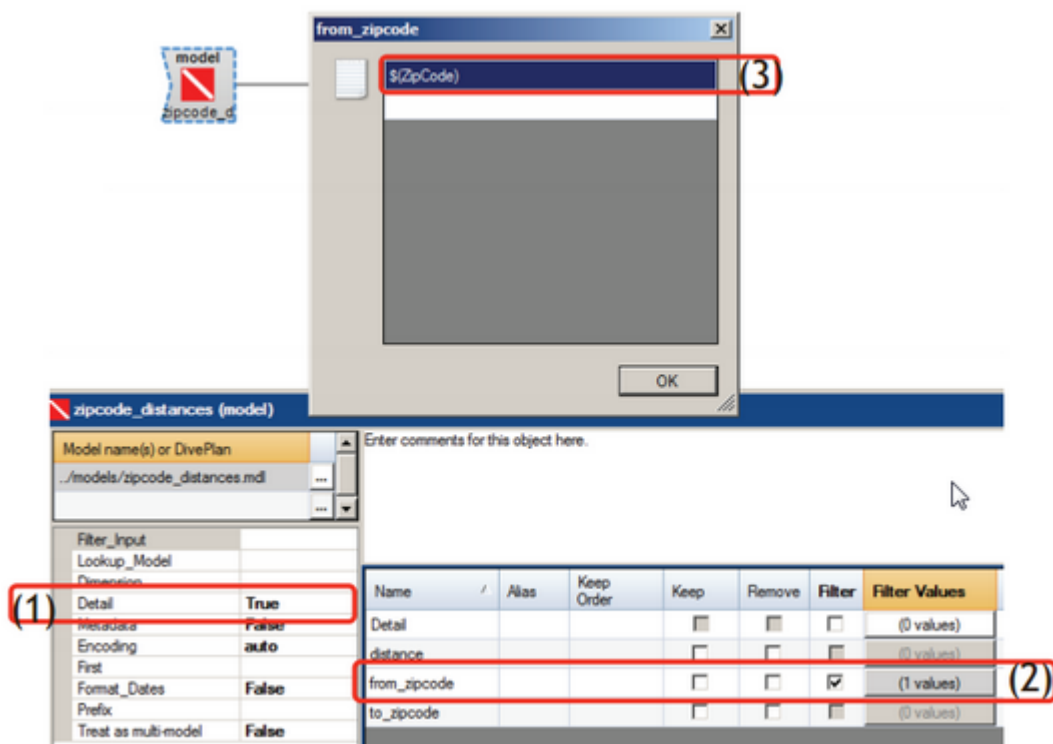 from_zipcode
model
$(ZipCode)
(3)
zipcode_d
OK
zipcode_distances (model)
Model name(s) or DivePlan
../models/zipcode_distances.mdl
...
...
Enter comments for this object here.
Filter_Input
Lookup_Model
Dimension
(1)
Detail True
Metadata False
Encoding auto
First
Format_Dates False
Prefix
Treat as multi-model False
Name Alias Keep Order Keep Remove Filter Filter Values
Detail (0 values)
distance (0 values)
from_zipcode (1 values)
(2)
to_zipcode (0 values)